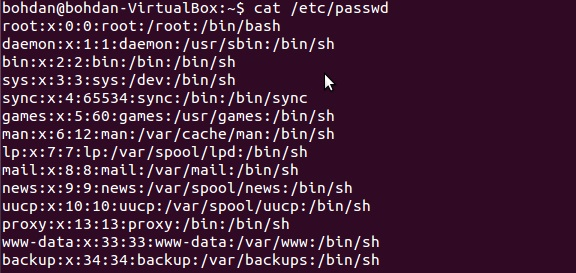 bohdan@bohdan-VirtualBox:~$ cat /etc/passwd
root:x:0:0:root:/root:/bin/bash
daemon:x:1:1:daemon:/usr/sbin:/bin/sh
bin:x:2:2:bin:/bin:/bin/sh
sys:x:3:3:sys:/dev:/bin/sh
sync:x:4:65534:sync:/bin:/bin/sync
games:x:5:60:games:/usr/games:/bin/sh
man:x:6:12:man:/var/cache/man:/bin/sh
lp:x:7:7:lp:/var/spool/lpd:/bin/sh
mail:x:8:8:mail:/var/mail:/bin/sh
news:x:9:9:news:/var/spool/news:/bin/sh
uucp:x:10:10:uucp:/var/spool/uucp:/bin/sh
proxy:x:13:13:proxy:/bin:/bin/sh
www-data:x:33:33:www-data:/var/www:/bin/sh
backup:x:34:34:backup:/var/backups:/bin/sh